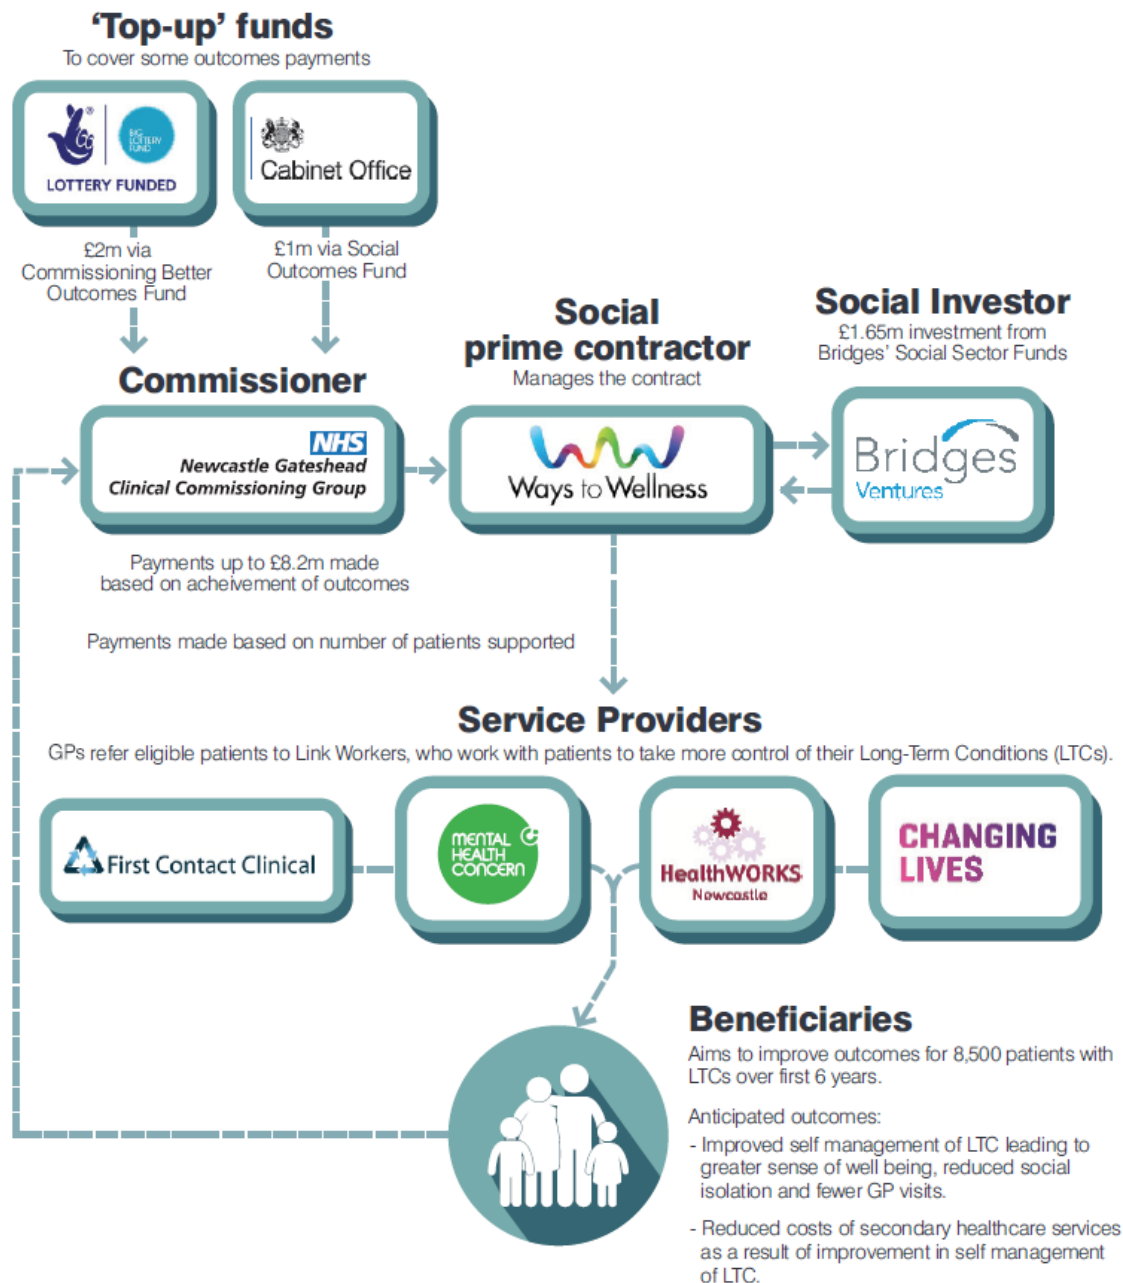 ‘Top-up’ funds
To cover some outcomes payments
BIG
LOTTERY
FUND
LOTTERY FUNDED
Cabinet Office
£2m via
Commissioning Better
Outcomes Fund
£1m via Social
Outcomes Fund
Social
prime contractor
Manages the contract
Social Investor
£1.65m investment from
Bridges’ Social Sector Funds
Commissioner
NHS
Newcastle Gateshead
Clinical Commissioning Group
Ways to Wellness
Bridges
Ventures
Payments up to £8.2m made
based on acheivement of outcomes
Payments made based on number of patients supported
Service Providers
GPs refer eligible patients to Link Workers, who work with patients to take more control of their Long-Term Conditions (LTCs).
First Contact Clinical
MENTAL
HEALTH
CONCERN
HealthWORKS
Newcastle
CHANGING
LIVES
Beneficiaries
Aims to improve outcomes for 8,500 patients with
LTCs over first 6 years.
Anticipated outcomes:
- Improved self management of LTC leading to
greater sense of well being, reduced social
isolation and fewer GP visits.
- Reduced costs of secondary healthcare services
as a result of improvement in self management
of LTC.